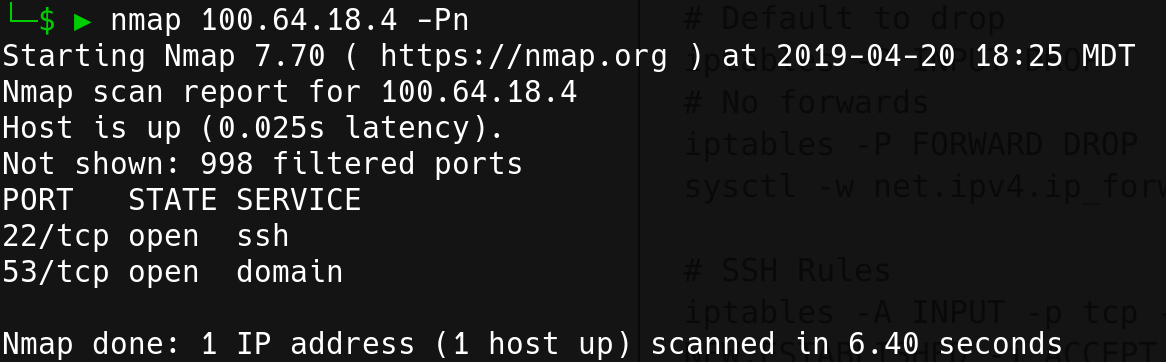 └─$ ▶ nmap 100.64.18.4 -Pn
# Default to drop
Starting Nmap 7.70 ( https://nmap.org ) at 2019-04-20 18:25 MDT
Nmap scan report for 100.64.18.4
# No forwards
Host is up (0.025s latency).
iptables -P FORWARD DROP
Not shown: 998 filtered ports
sysctl -w net.ipv4.ip_forw
PORT   STATE SERVICE
22/tcp open  ssh
53/tcp open  domain
# SSH Rules
iptables -A INPUT -p tcp
Nmap done: 1 IP address (1 host up) scanned in 6.40 seconds